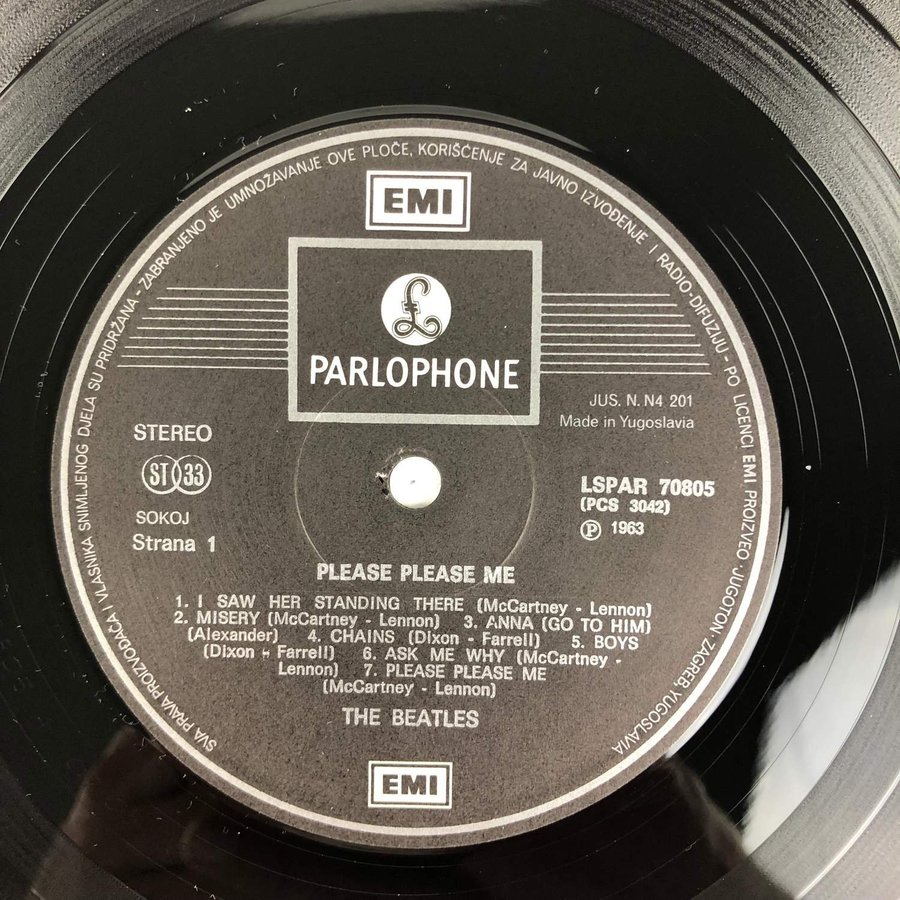 SVA PRAVA PROIZVOĐAČA I VLASNIKA SNIMLJENOG DJELA SU PRIDRŽANA - ZABRANJENO JE UMNOŽAVANJE OVE PLOČE, KORIŠĆENJE ZA JAVNO IZVOĐENJE I RADIO-DIFUZIJU - PO LICENCI EMI PROIZVEO JUGOTON - ZAGREB, YUGOSLAVIA
EMI
£
PARLOPHONE
JUS. N. N4 201
Made in Yugoslavia
STEREO
ST 33
SOKOJ
Strana 1
LSPAR 70805
(PCS 3042)
Ⓟ 1963
PLEASE PLEASE ME
1. I SAW HER STANDING THERE (McCartney - Lennon)
2. MISERY (McCartney - Lennon) 3. ANNA (GO TO HIM)
(Alexander) 4. CHAINS (Dixon - Farrell) 5. BOYS
(Dixon - Farrell) 6. ASK ME WHY (McCartney -
Lennon) 7. PLEASE PLEASE ME
(McCartney - Lennon)
THE BEATLES
EMI